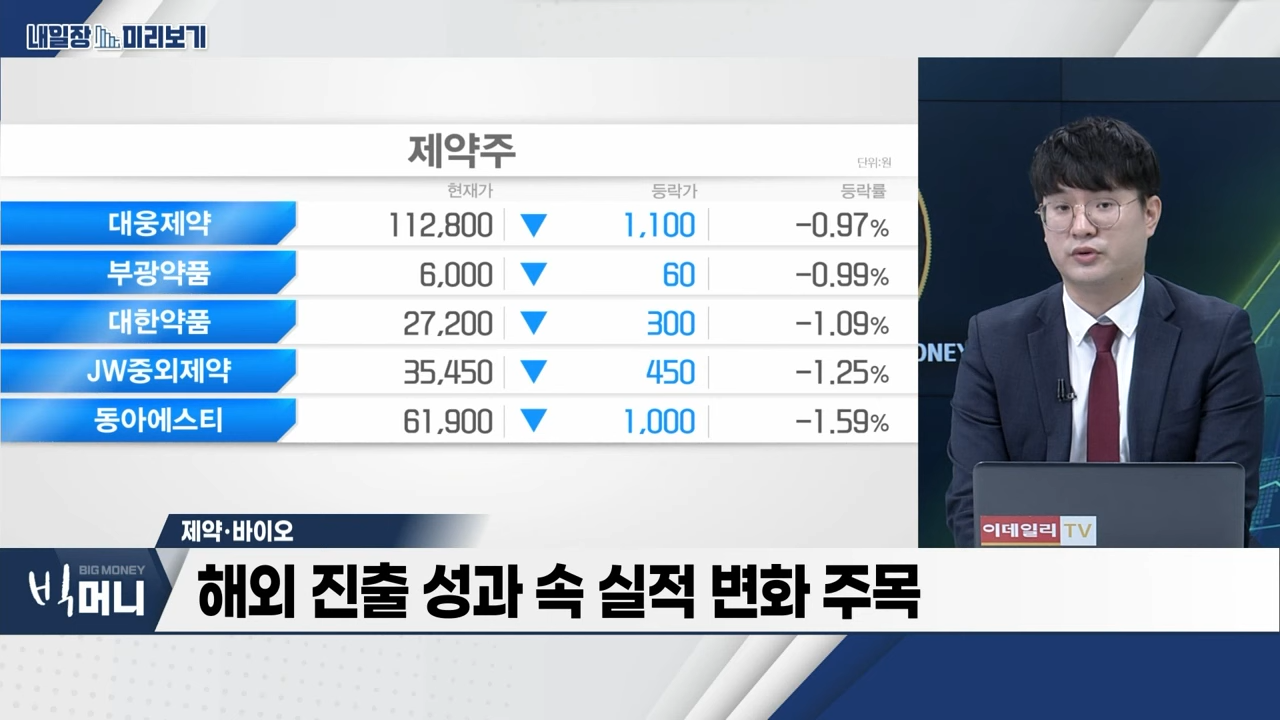 내일장 미리보기
제약주
단위:원
현재가 등락가 등락률
대웅제약 112,800 ▼ 1,100 -0.97%
부광약품 6,000 ▼ 60 -0.99%
대한약품 27,200 ▼ 300 -1.09%
JW중외제약 35,450 ▼ 450 -1.25%
동아에스티 61,900 ▼ 1,000 -1.59%
ONEY
이데일리 TV
제약·바이오
BIG MONEY
빅머니
해외 진출 성과 속 실적 변화 주목